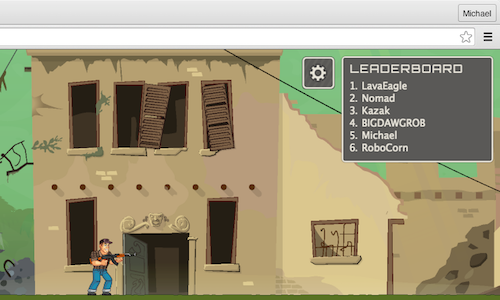 Michael
LEADERBOARD
1. LavaEagle
2. Nomad
3. Kazak
4. BIGDAWGROB
5. Michael
6. RoboCorn